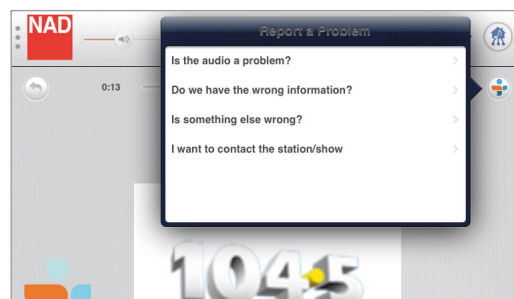 NAD
Report a Problem
Is the audio a problem?
0:13
Do we have the wrong information?
Is something else wrong?
I want to contact the station/show
104.5